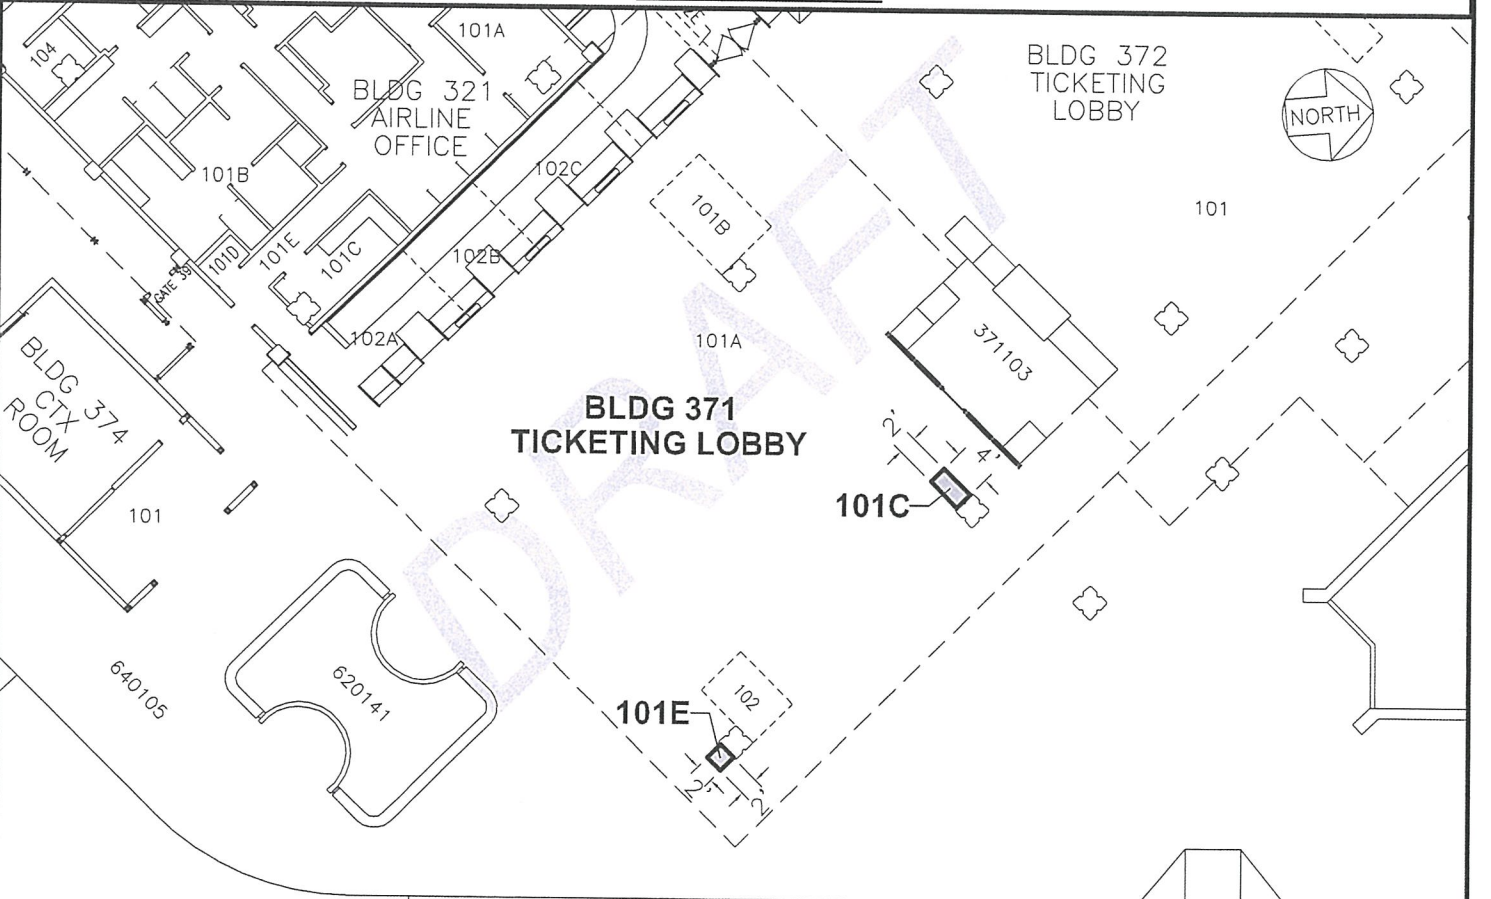 104
101A
BLDG 321
AIRLINE
OFFICE
BLDG 372
TICKETING
LOBBY
NORTH
101B
102C
101B
101
101D
101E
101C
102B
GATE 39
102A
101A
371103
BLDG 374
CTX
ROOM
BLDG 371
TICKETING LOBBY
2'
4'
101C
101
640105
620141
102
101E
2'
2'
DRAFT